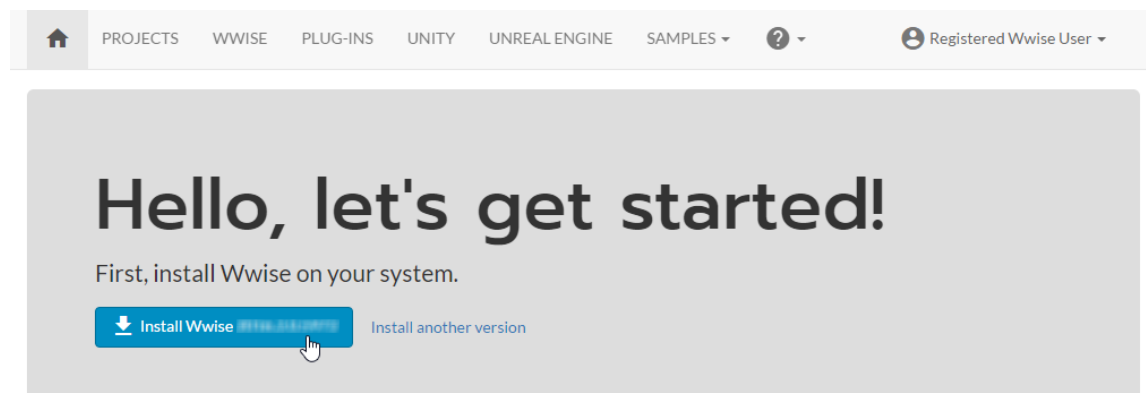 PROJECTS WWISE PLUG-INS UNITY UNREAL ENGINE SAMPLES ? Registered Wwise User
Hello, let's get started!
First, install Wwise on your system.
Install Wwise Install another version